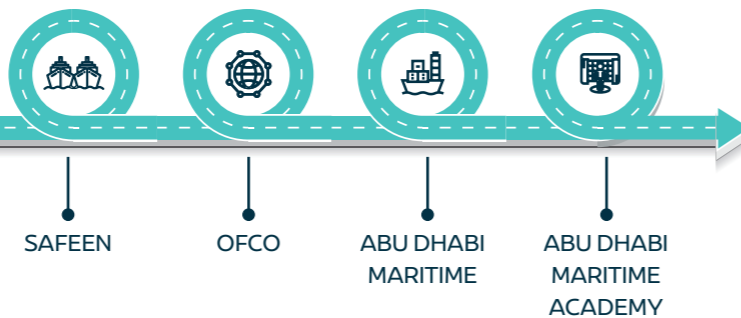 SAFEEN
OFCO
ABU DHABI
MARITIME
ABU DHABI
MARITIME
ACADEMY